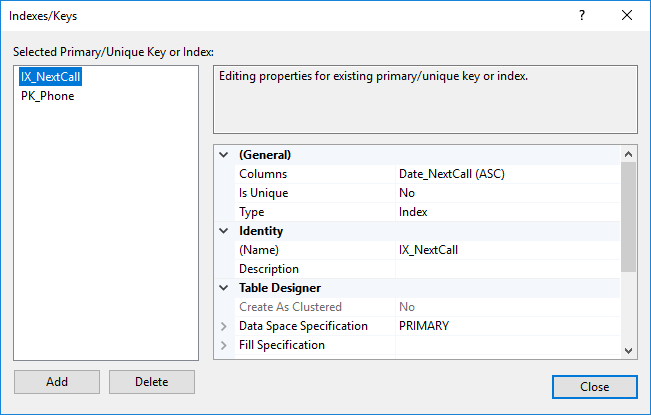 Indexes/Keys
?
Selected Primary/Unique Key or Index:
IX_NextCall
PK_Phone
Editing properties for existing primary/unique key or index.
(General)
Columns Date_NextCall (ASC)
Is Unique No
Type Index
Identity
(Name) IX_NextCall
Description
Table Designer
Create As Clustered No
Data Space Specification PRIMARY
Fill Specification
Add Delete
Close